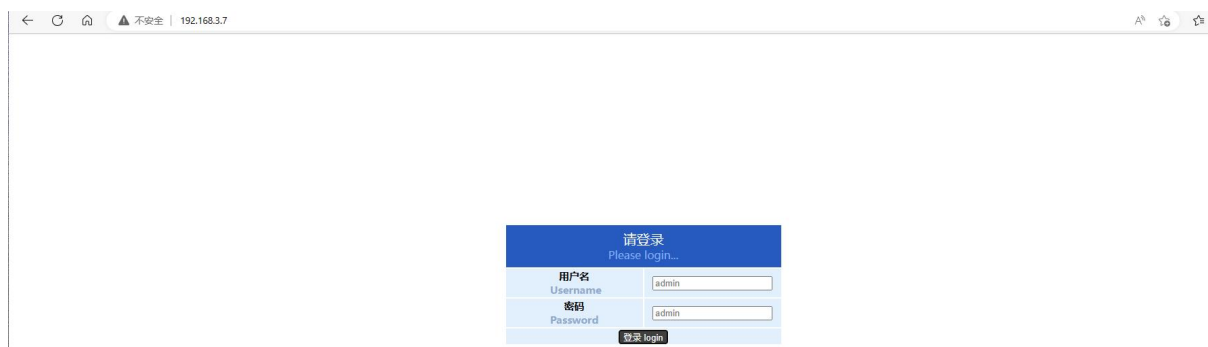 不安全 | 192.168.3.7
请登录
Please login...
用户名
Username
admin
密码
Password
admin
登录 login